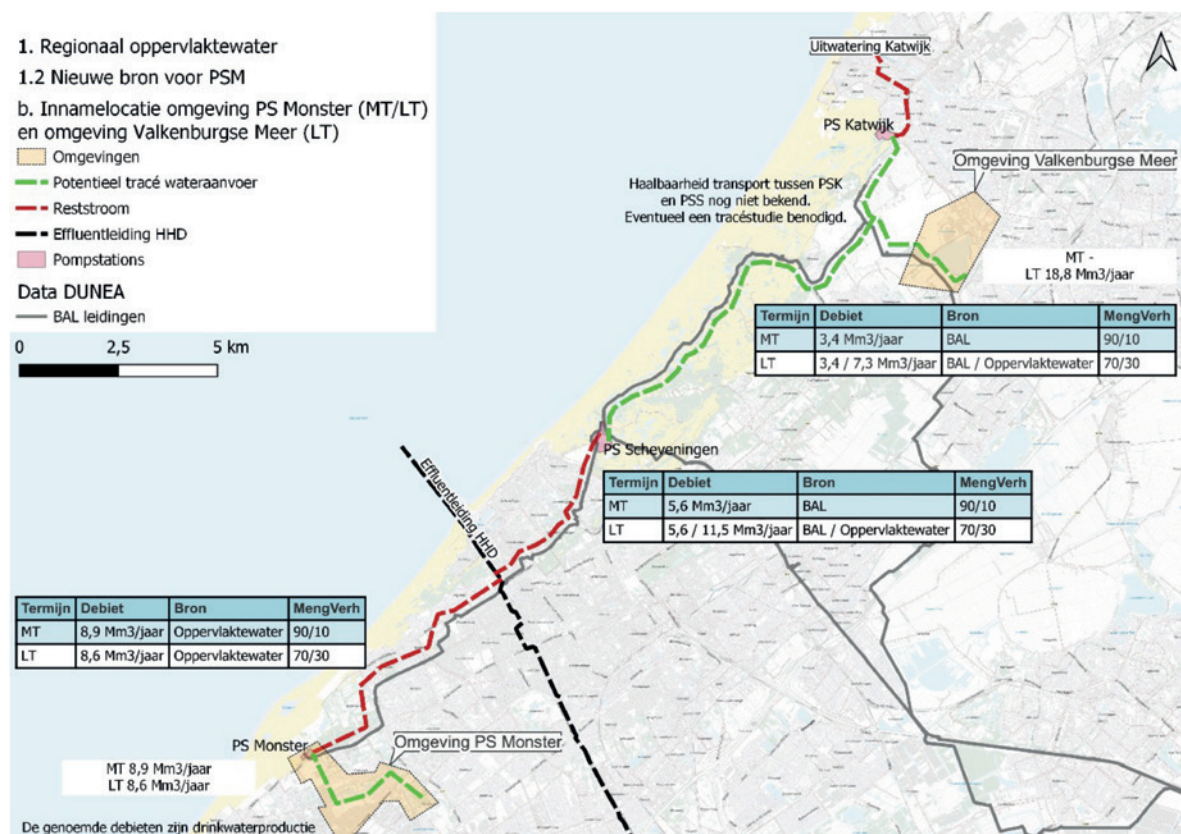 1. Regionaal oppervlaktewater
1.2 Nieuwe bron voor PSM
b. Innamelocatie omgeving PS Monster (MT/LT)
en omgeving Valkenburgse Meer (LT)
Omgevingen
Potentieel tracé wateraanvoer
Reststroom
Effluentleiding HHD
Pompstations
Data DUNEA
BAL leidingen
0 2,5 5 km
Uitwatering Katwijk
PS Katwijk
Omgeving Valkenburgse Meer
Haalbaarheid transport tussen PSK
en PSS nog niet bekend.
Eventueel een tracéstudie benodigd.
MT -
LT 18,8 Mm3/jaar
Termijn Debiet Bron MengVerh
MT 3,4 Mm3/jaar BAL 90/10
LT 3,4 / 7,3 Mm3/jaar BAL / Oppervlaktewater 70/30
PS Scheveningen
Effluentleiding HHD
Termijn Debiet Bron MengVerh
MT 5,6 Mm3/jaar BAL 90/10
LT 5,6 / 11,5 Mm3/jaar BAL / Oppervlaktewater 70/30
Termijn Debiet Bron MengVerh
MT 8,9 Mm3/jaar Oppervlaktewater 90/10
LT 8,6 Mm3/jaar Oppervlaktewater 70/30
PS Monster
Omgeving PS Monster
MT 8,9 Mm3/jaar
LT 8,6 Mm3/jaar
De genoemde debieten zijn drinkwaterproductie